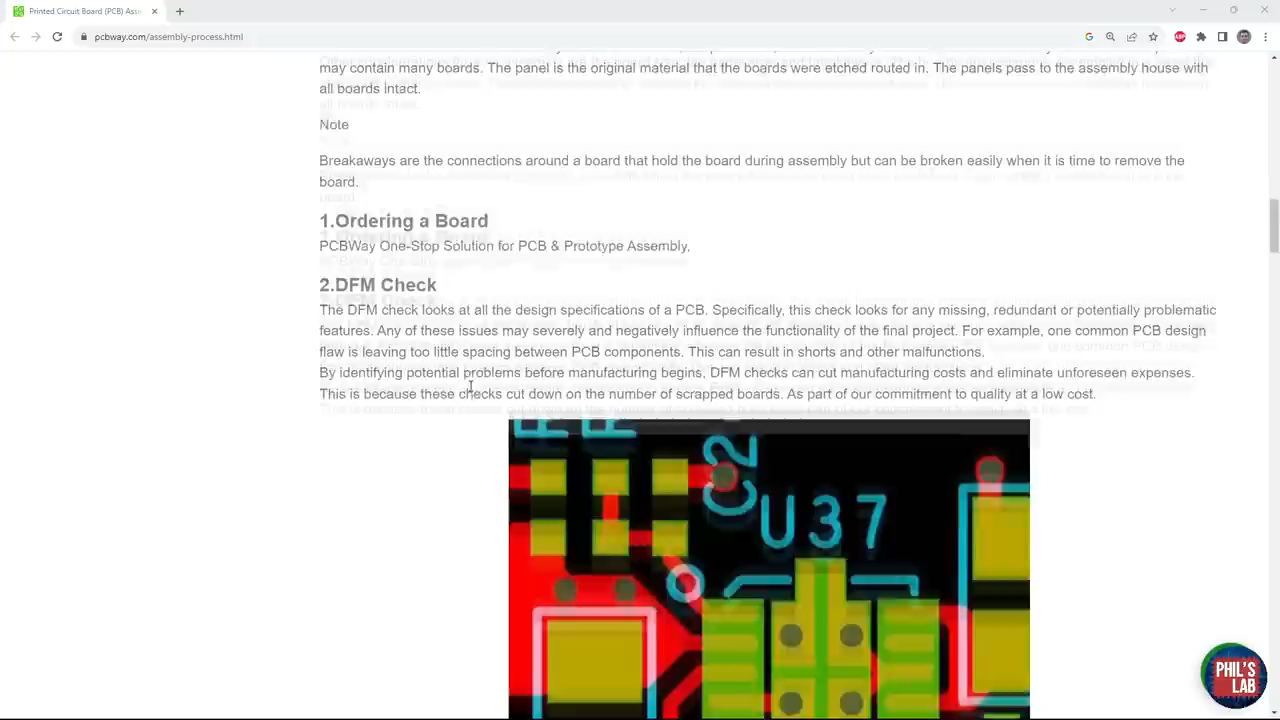 Printed Circuit Board (PCB) Ass
pcbway.com/assembly-process.html
may contain many boards. The panel is the original material that the boards were etched routed in. The panels pass to the assembly house with
all boards intact.
Note
Breakaways are the connections around a board that hold the board during assembly but can be broken easily when it is time to remove the
board.
1.Ordering a Board
PCBWay One-Stop Solution for PCB & Prototype Assembly,
2.DFM Check
The DFM check looks at all the design specifications of a PCB. Specifically, this check looks for any missing, redundant or potentially problematic
features. Any of these issues may severely and negatively influence the functionality of the final project. For example, one common PCB design
flaw is leaving too little spacing between PCB components. This can result in shorts and other malfunctions.
By identifying potential problems before manufacturing begins, DFM checks can cut manufacturing costs and eliminate unforeseen expenses.
This is because these checks cut down on the number of scrapped boards. As part of our commitment to quality at a low cost.
C2
U37
PHIL'S
LAB